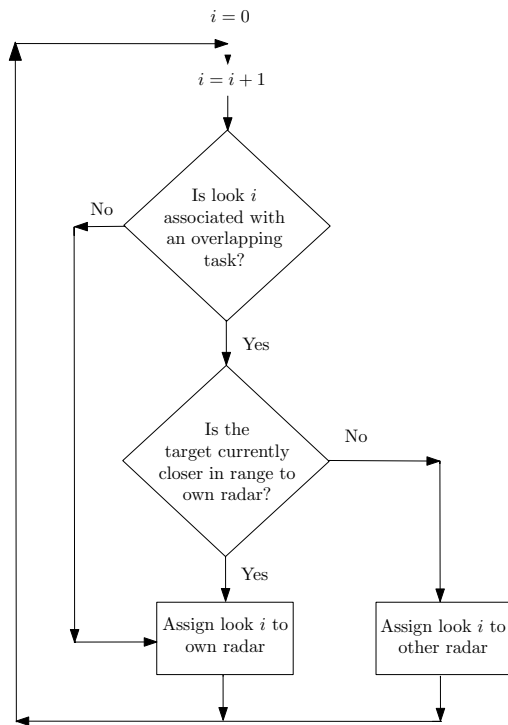 i = 0
i = i + 1
Is look i
associated with
an overlapping
task?
No
Yes
Is the
target currently
closer in range to
own radar?
No
Yes
Assign look i to
own radar
Assign look i to
other radar